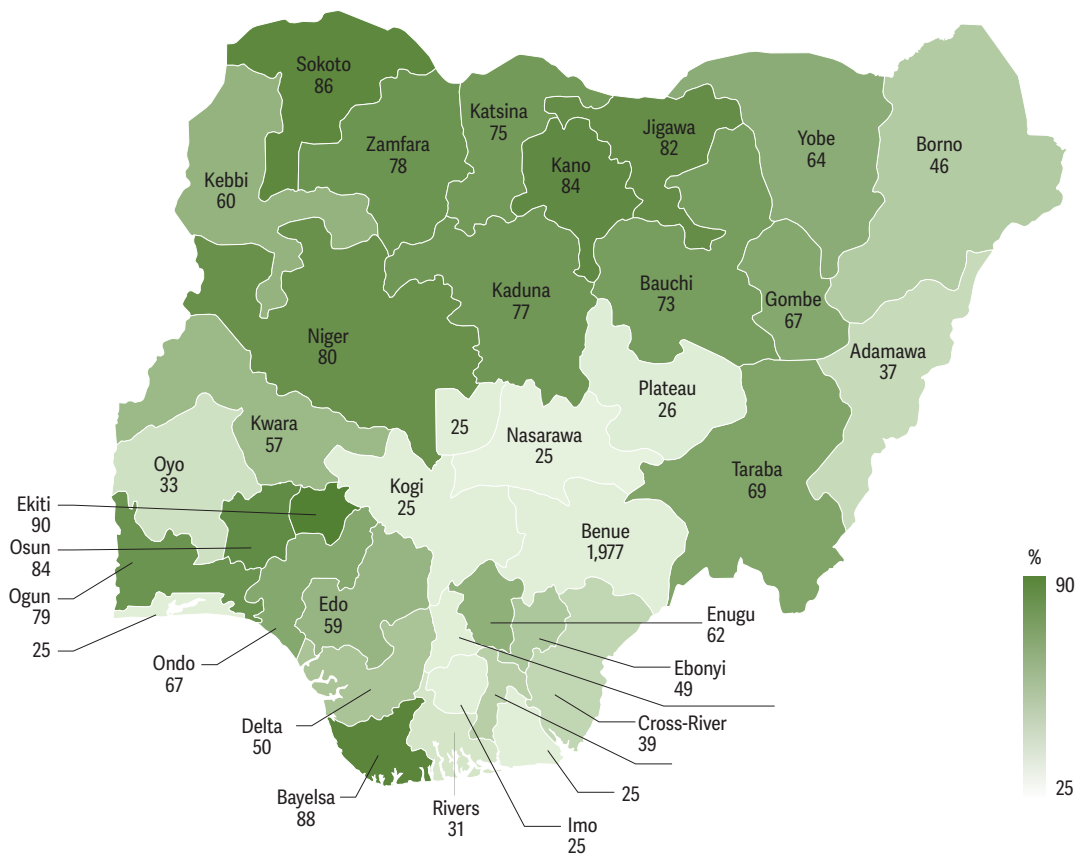 Sokoto
86
Katsina
75
Zamfara
78
Jigawa
82
Kano
84
Yobe
64
Borno
46
Kebbi
60
Kaduna
77
Bauchi
73
Gombe
67
Niger
80
Adamawa
37
Plateau
26
Kwara
57
25
Nasarawa
25
Oyo
33
Kogi
25
Taraba
69
Ekiti
90
Osun
84
Ogun
79
25
Benue
1,977
Edo
59
Ondo
67
Enugu
62
Ebonyi
49
Delta
50
Cross-River
39
Bayelsa
88
Rivers
31
Imo
25
25
%
90
25